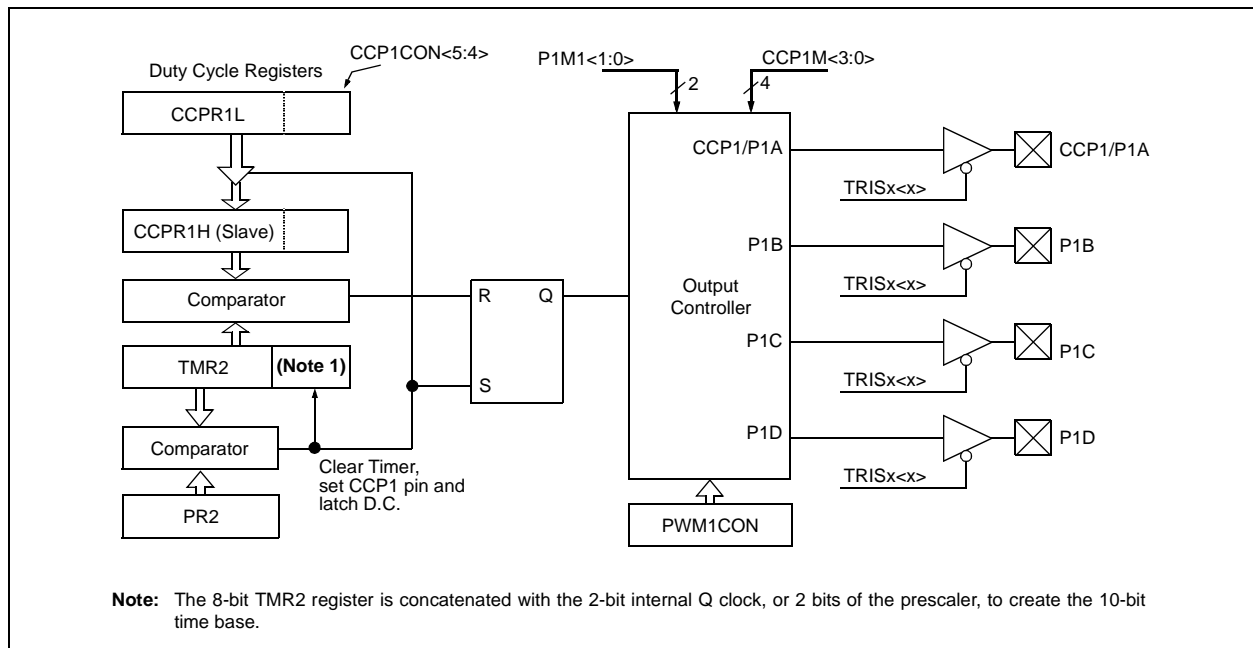 CCP1CON<5:4>
Duty Cycle Registers
CCPR1L
CCPR1H (Slave)
Comparator
TMR2
(Note 1)
Comparator
PR2
Clear Timer,
set CCP1 pin and
latch D.C.
R
Q
S
P1M1<1:0>
2
CCP1M<3:0>
4
Output
Controller
CCP1/P1A
P1B
P1C
P1D
PWM1CON
TRISx<x>
CCP1/P1A
TRISx<x>
P1B
TRISx<x>
P1C
TRISx<x>
P1D
Note: The 8-bit TMR2 register is concatenated with the 2-bit internal Q clock, or 2 bits of the prescaler, to create the 10-bit
time base.